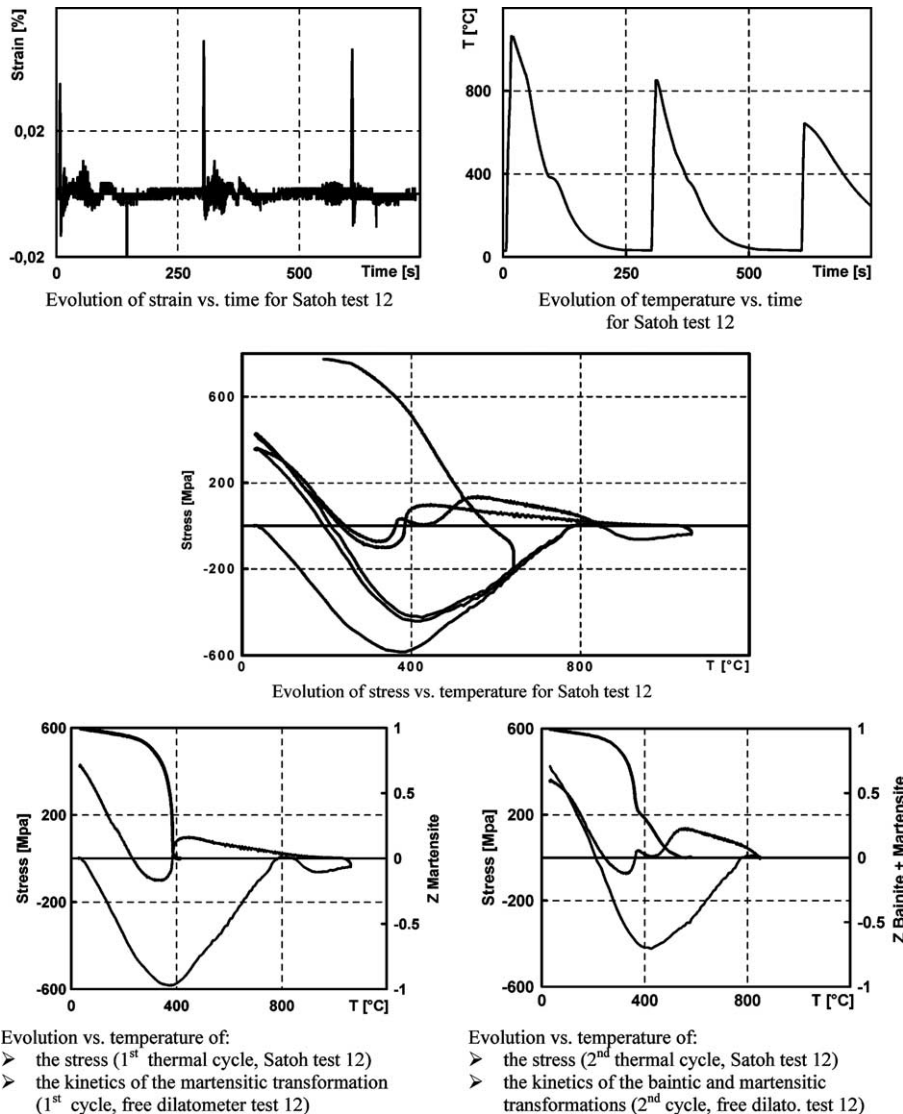 Strain [%]
0,02
-0,02
0 250 500
Time [s]
Evolution of strain vs. time for Satoh test 12
T [°C]
800
400
0
0 250 500
Time [s]
Evolution of temperature vs. time
for Satoh test 12
Stress [Mpa]
600
200
-200
-600
0 400 800
T [°C]
Evolution of stress vs. temperature for Satoh test 12
Stress [Mpa]
600
200
-200
-600
400 800
T [°C]
1
0.5
0
-0.5
-1
Z Martensite
Evolution vs. temperature of:
➢ the stress (1st thermal cycle, Satoh test 12)
➢ the kinetics of the martensitic transformation
(1st cycle, free dilatometer test 12)
Stress [Mpa]
600
200
-200
-600
0 400 800
T [°C]
1
0.5
0
-0.5
-1
Z Bainite + Martensite
Evolution vs. temperature of:
➢ the stress (2nd thermal cycle, Satoh test 12)
➢ the kinetics of the baintic and martensitic
transformations (2nd cycle, free dilato. test 12)